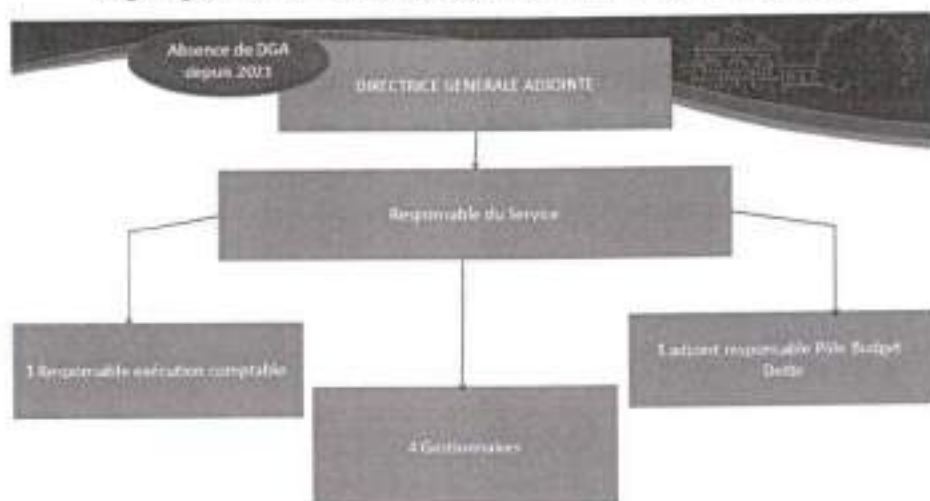 Absence de DGA
depuis 2021
DIRECTRICE GENERALE ADJOINTE
Responsable du Service
1 Responsable exécution comptable
1 adjoint responsable Pôle Budget
Dette
4 Gestionnaires